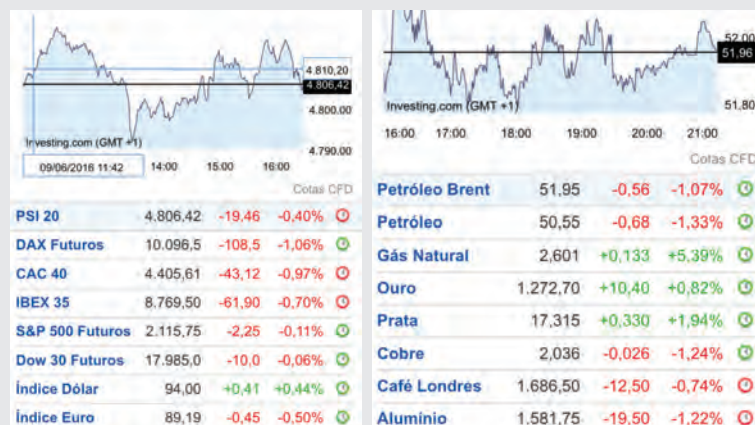 4.810,20
4.806,42
4.800.00
4.790.00
Investing.com (GMT +1)
09/06/2016 11:42 14:00 15:00 16:00
Cotas CFD
PSI 20 4.806,42 -19,46 -0,40%
DAX Futuros 10.096,5 -108,5 -1,06%
CAC 40 4.405,61 -43,12 -0,97%
IBEX 35 8.769,50 -61,90 -0,70%
S&P 500 Futuros 2.115,75 -2,25 -0,11%
Dow 30 Futuros 17.985,0 -10,0 -0,06%
Índice Dólar 94,00 +0,41 +0,44%
Índice Euro 89,19 -0,45 -0,50%
52.00
51,96
51.80
Investing.com (GMT +1)
16:00 17:00 18:00 19:00 20:00 21:00
Cotas CFD
Petróleo Brent 51,95 -0,56 -1,07%
Petróleo 50,55 -0,68 -1,33%
Gás Natural 2,601 +0,133 +5,39%
Ouro 1.272,70 +10,40 +0,82%
Prata 17,315 +0,330 +1,94%
Cobre 2,036 -0,026 -1,24%
Café Londres 1.686,50 -12,50 -0,74%
Alumínio 1.581,75 -19,50 -1,22%